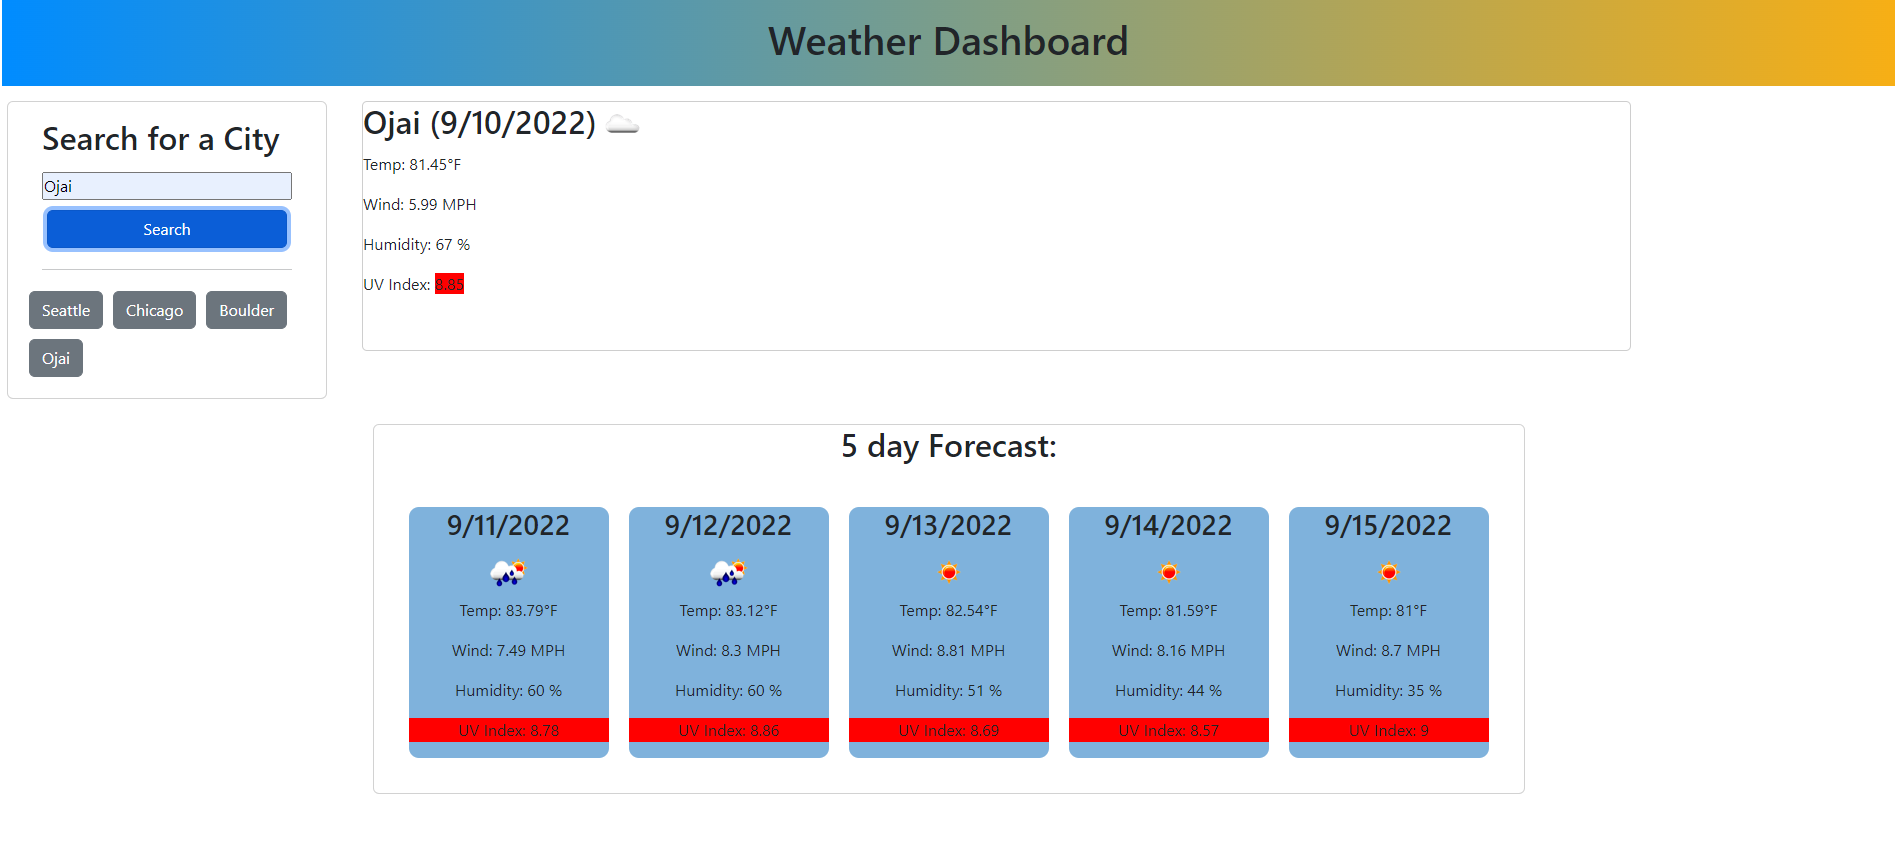 Weather Dashboard
Search for a City
Ojai
Search
Seattle Chicago Boulder
Ojai
Ojai (9/10/2022)
Temp: 81.45°F
Wind: 5.99 MPH
Humidity: 67 %
UV Index: 8.85
5 day Forecast:
9/11/2022
Temp: 83.79°F
Wind: 7.49 MPH
Humidity: 60 %
UV Index: 8.78
9/12/2022
Temp: 83.12°F
Wind: 8.3 MPH
Humidity: 60 %
UV Index: 8.86
9/13/2022
Temp: 82.54°F
Wind: 8.81 MPH
Humidity: 51 %
UV Index: 8.69
9/14/2022
Temp: 81.59°F
Wind: 8.16 MPH
Humidity: 44 %
UV Index: 8.57
9/15/2022
Temp: 81°F
Wind: 8.7 MPH
Humidity: 35 %
UV Index: 9